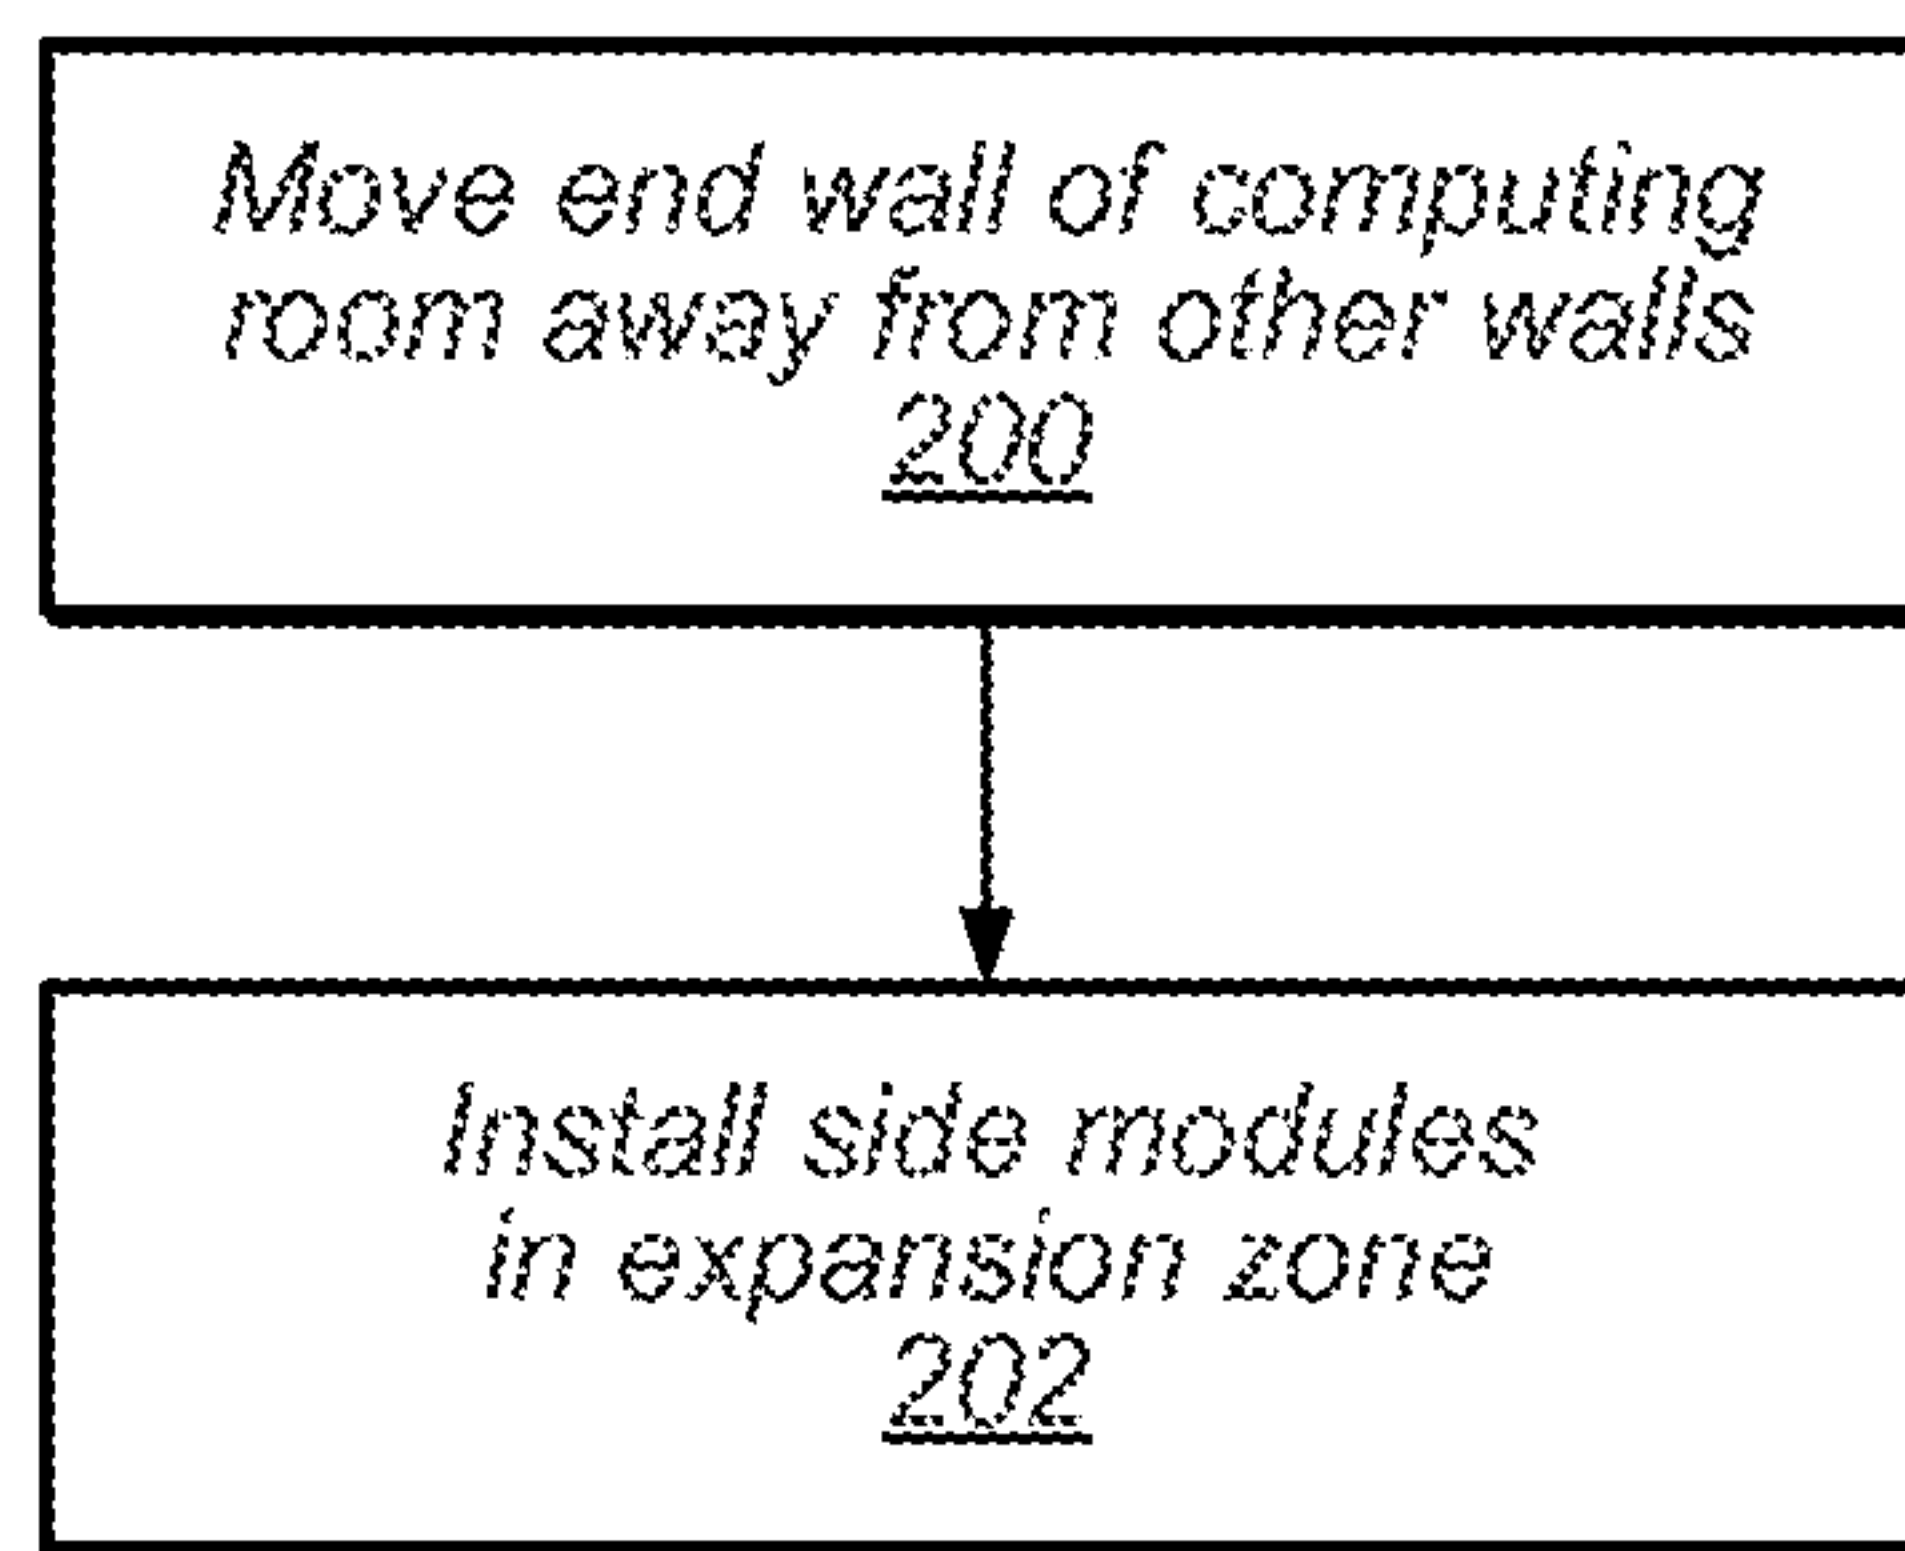 Move end wall of computing
room away from other walls
200
Install side modules
in expansion zone
202